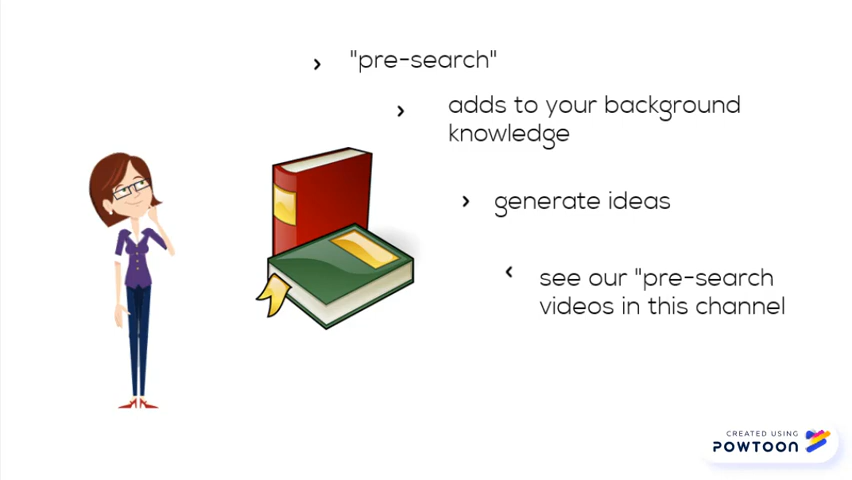 "pre-search"
adds to your background
knowledge
generate ideas
see our "pre-search
videos in this channel
CREATED USING
POWTOON